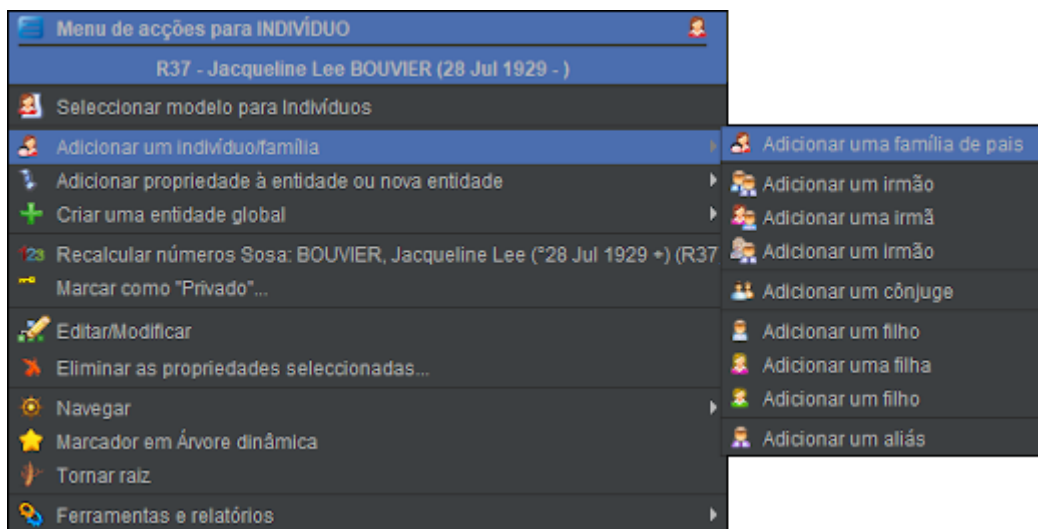 Menu de acções para INDIVÍDUO
R37 - Jacqueline Lee BOUVIER (28 Jul 1929 - )
Seleccionar modelo para Indivíduos
Adicionar um indivíduo/família
Adicionar propriedade à entidade ou nova entidade
Criar uma entidade global
123 Recalcular números Sosa: BOUVIER, Jacqueline Lee (°28 Jul 1929 +) (R37
Marcar como "Privado"...
Editar/Modificar
Eliminar as propriedades seleccionadas...
Navegar
Marcador em Árvore dinâmica
Tornar raiz
Ferramentas e relatórios
Adicionar uma família de pais
Adicionar um irmão
Adicionar uma irmã
Adicionar um irmão
Adicionar um cônjuge
Adicionar um filho
Adicionar uma filha
Adicionar um filho
Adicionar um aliás